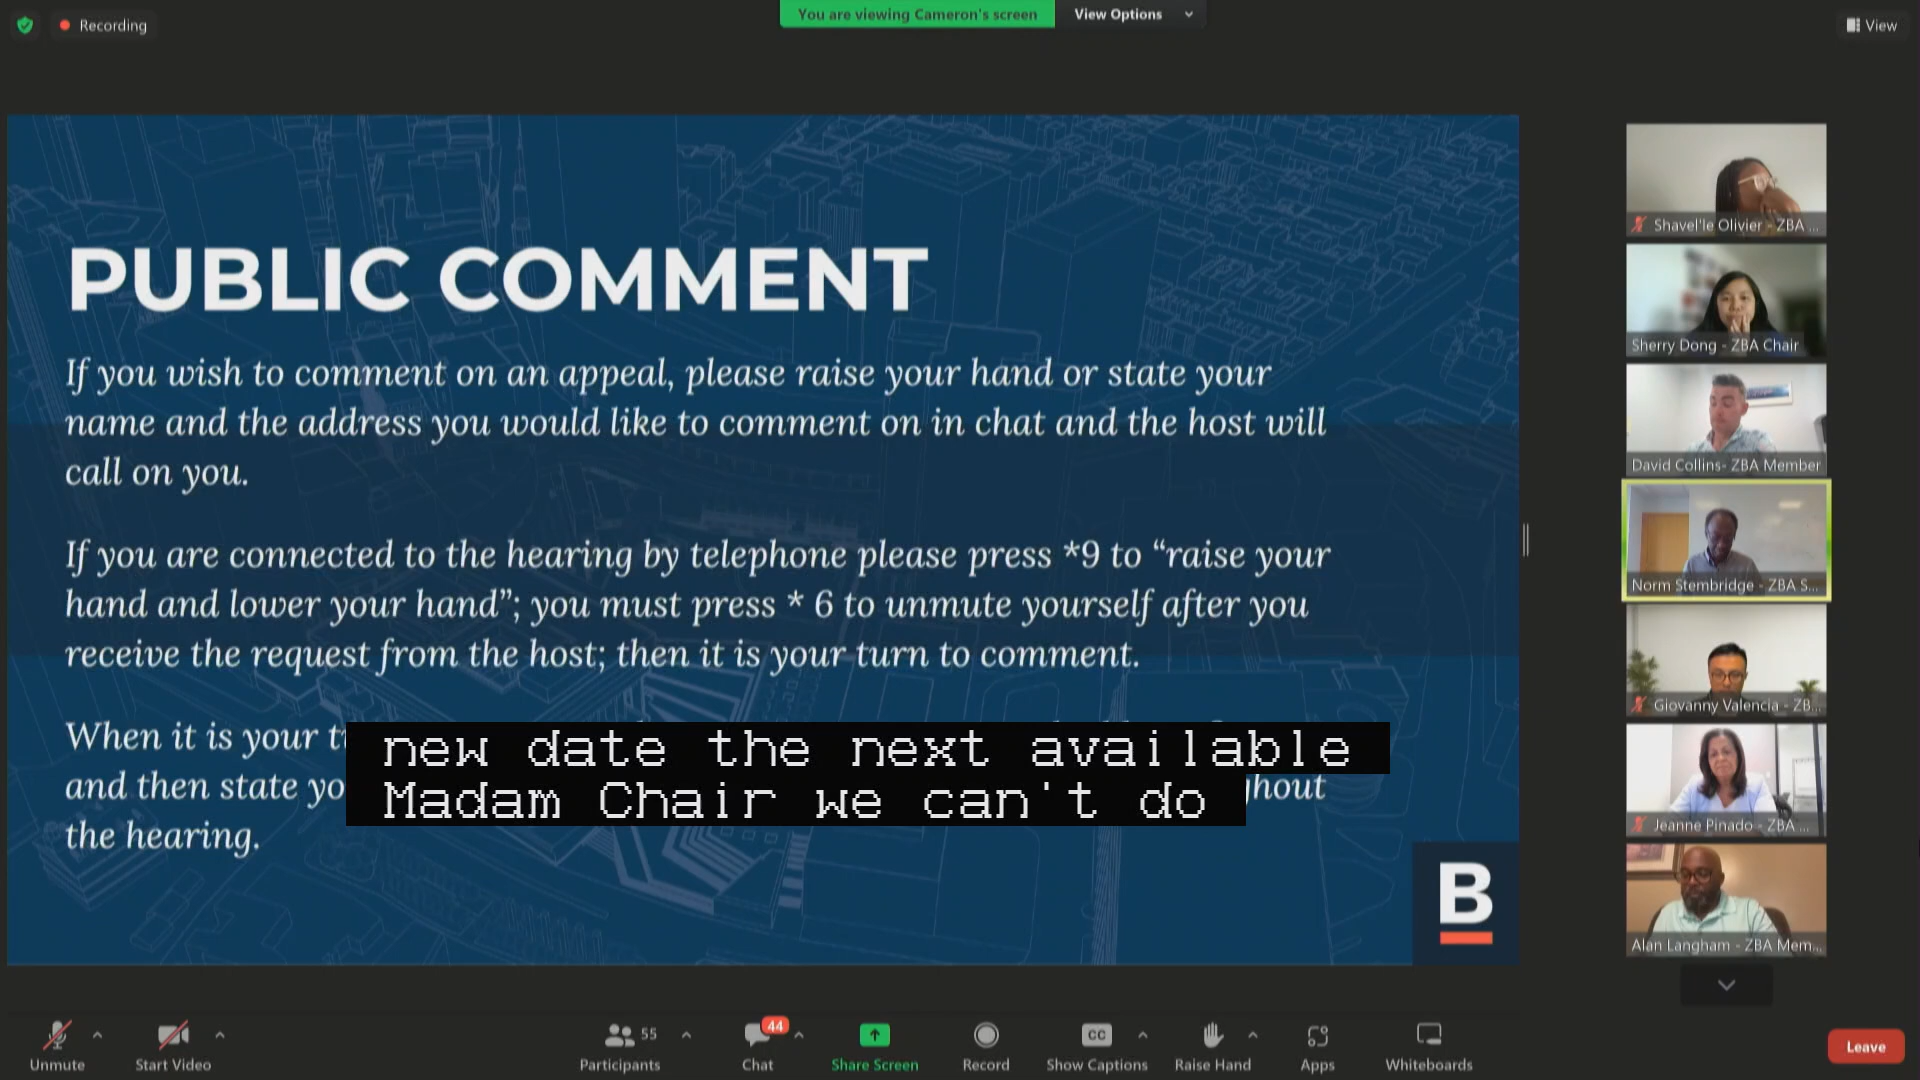 Recording
You are viewing Cameron's screen
View Options
View
PUBLIC COMMENT
If you wish to comment on an appeal, please raise your hand or state your
name and the address you would like to comment on in chat and the host will
call on you.
If you are connected to the hearing by telephone please press *9 to “raise your
hand and lower your hand”; you must press * 6 to unmute yourself after you
receive the request from the host; then it is your turn to comment.
When it is your
and then state
the hearing.
new date the next available
Madam Chair we can't do
B
Shavel'le Olivier - ZBA ...
Sherry Dong - ZBA Chair
David Collins- ZBA Member
Norm Stembridge - ZBA S...
Giovanny Valencia - ZB...
Jeanne Pinado - ZBA ...
Alan Langham - ZBA Mem...
Unmute
Start Video
55
Participants
44
Chat
Share Screen
Record
CC
Show Captions
Raise Hand
Apps
Whiteboards
Leave